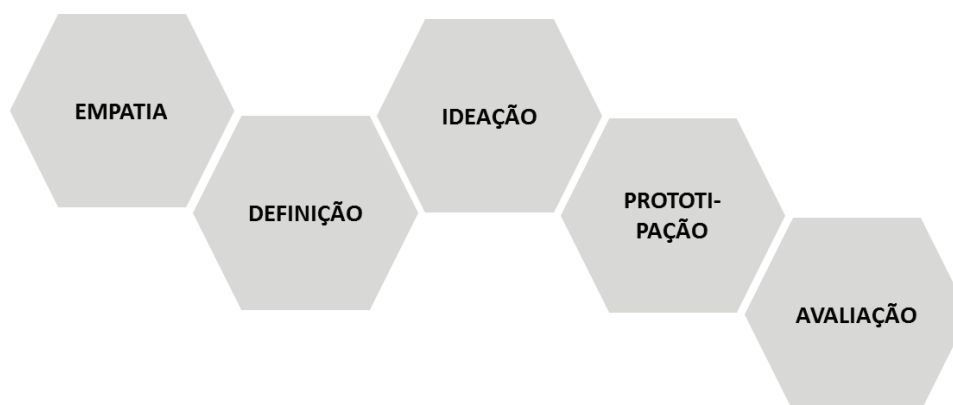 EMPATIA
DEFINIÇÃO
IDEAÇÃO
PROTOTI-
PAÇÃO
AVALIAÇÃO